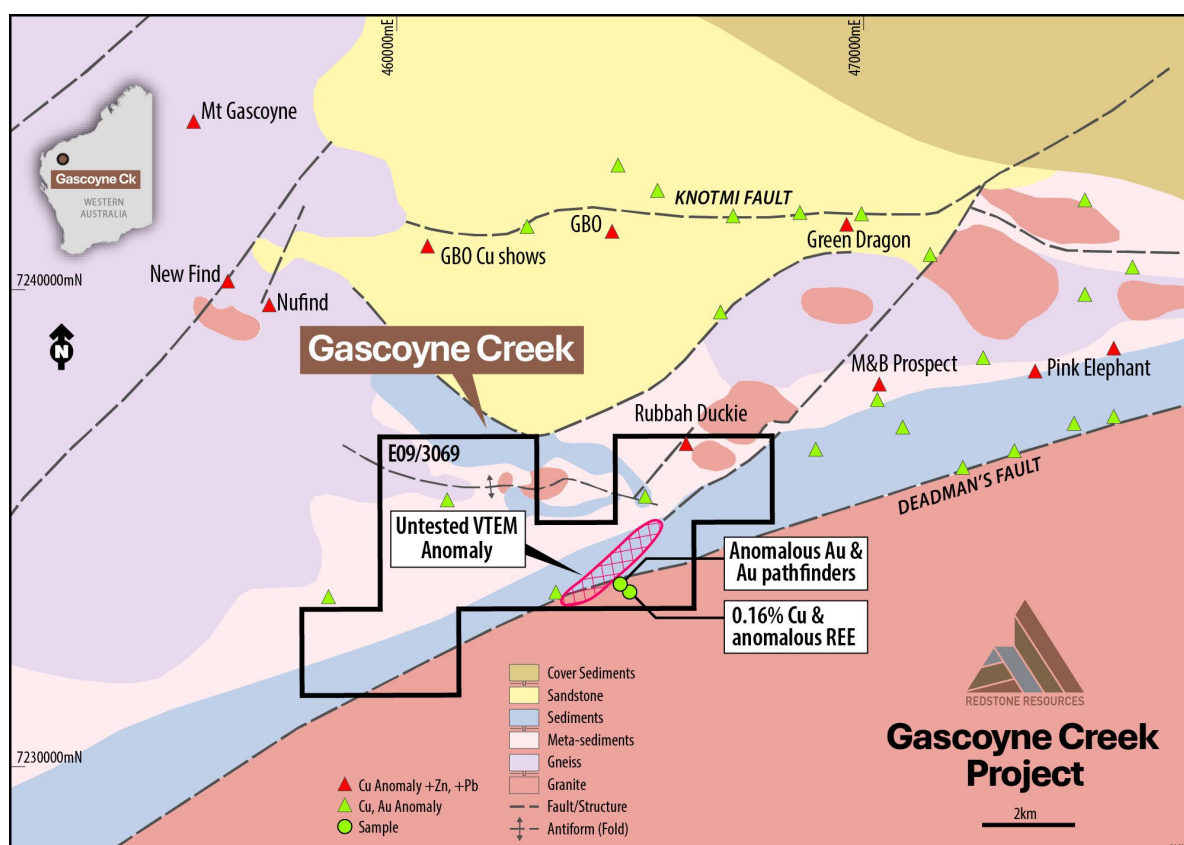 460000mE
470000mE
Mt Gascoyne
Gascoyne Ck
WESTERN
AUSTRALIA
KNOTMI FAULT
GBO
Green Dragon
GBO Cu shows
New Find
7240000mN
Nufind
N
Gascoyne Creek
M&B Prospect
Pink Elephant
Rubbah Duckie
E09/3069
DEADMAN'S FAULT
Untested VTEM
Anomaly
Anomalous Au &
Au pathfinders
0.16% Cu &
anomalous REE
Cover Sediments
Sandstone
Sediments
Meta-sediments
Gneiss
Granite
Fault/Structure
Antiform (Fold)
7230000mN
Cu Anomaly +Zn, +Pb
Cu, Au Anomaly
Sample
REDSTONE RESOURCES
Gascoyne Creek
Project
2km